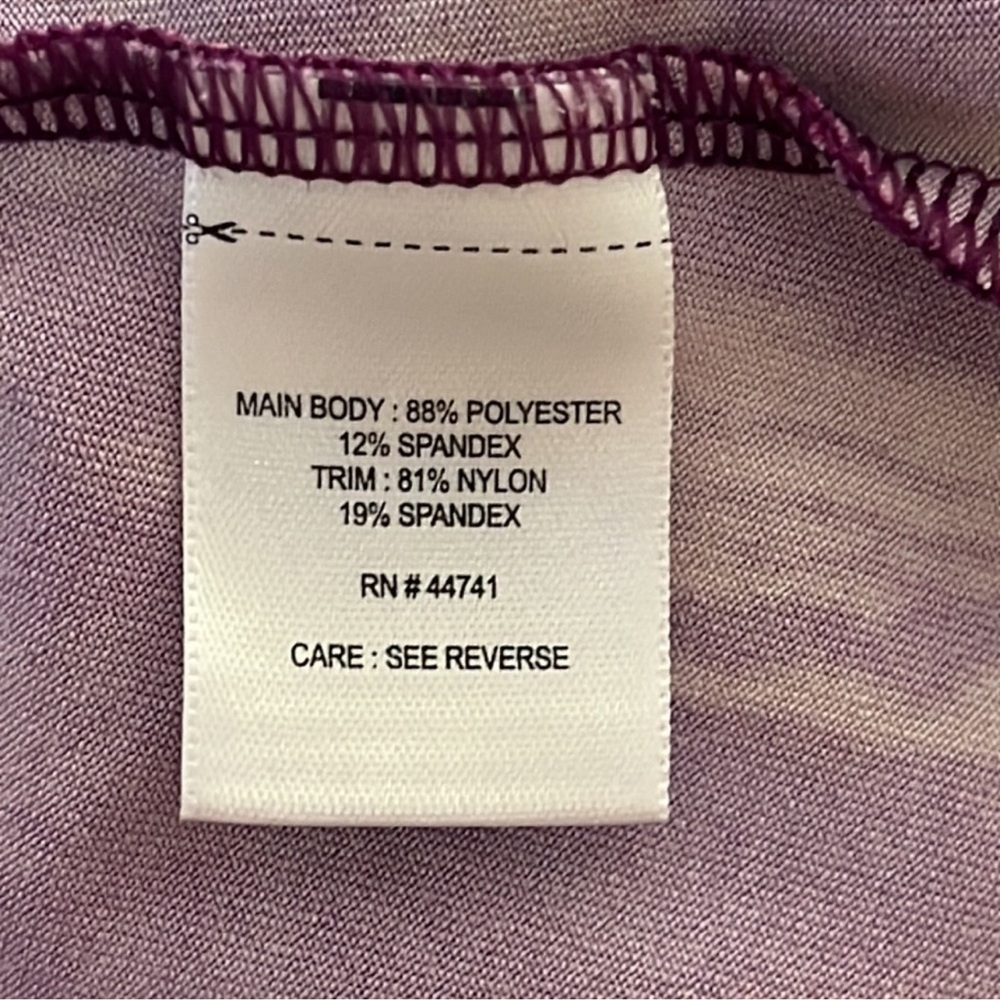 MAIN BODY : 88% POLYESTER
12% SPANDEX
TRIM : 81% NYLON
19% SPANDEX
RN # 44741
CARE : SEE REVERSE